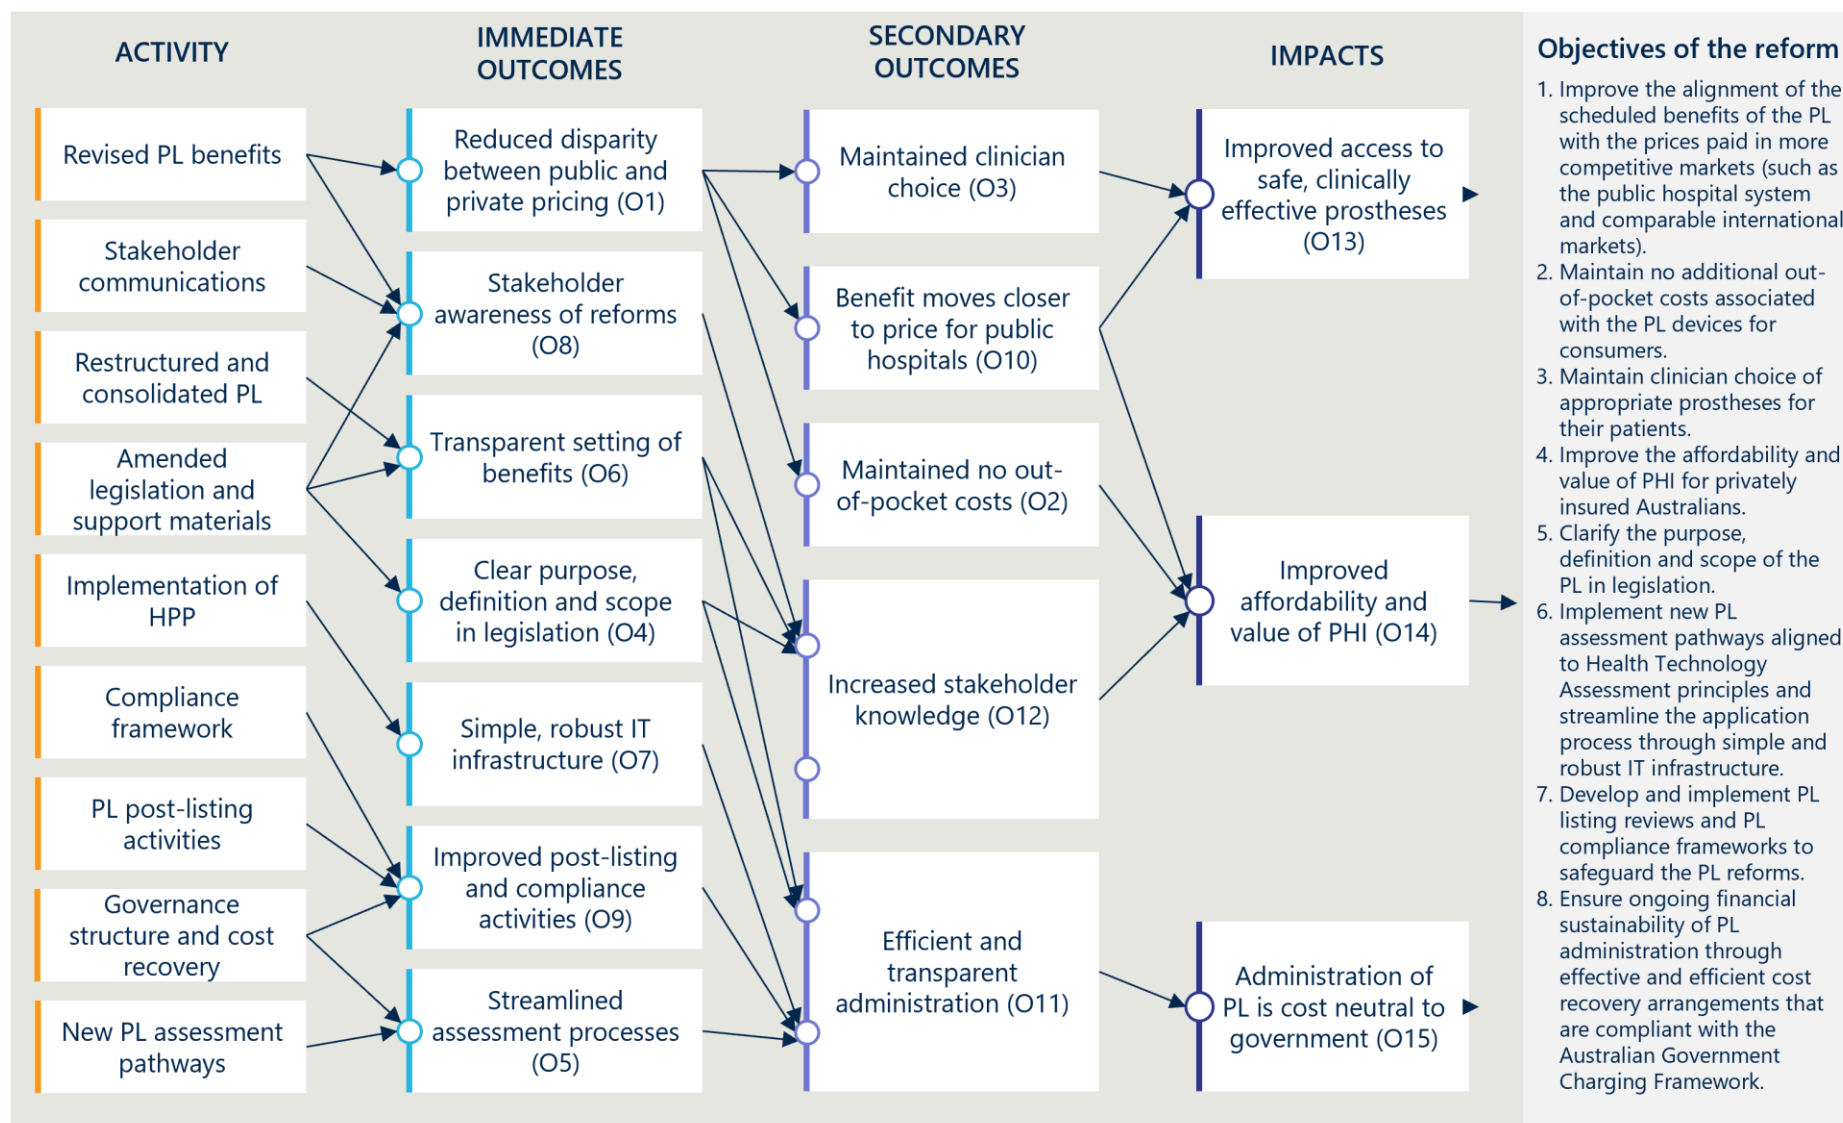 ACTIVITY
Revised PL benefits
Stakeholder
communications
Restructured and
consolidated PL
Amended
legislation and
support materials
Implementation of
HPP
Compliance
framework
PL post-listing
activities
Governance
structure and cost
recovery
New PL assessment
pathways
IMMEDIATE
OUTCOMES
Reduced disparity
between public and
private pricing (O1)
Stakeholder
awareness of reforms
(O8)
Transparent setting of
benefits (O6)
Clear purpose,
definition and scope
in legislation (O4)
Simple, robust IT
infrastructure (O7)
Improved post-listing
and compliance
activities (O9)
Streamlined
assessment processes
(O5)
SECONDARY
OUTCOMES
Maintained clinician
choice (O3)
Benefit moves closer
to price for public
hospitals (O10)
Maintained no out-
of-pocket costs (O2)
Increased stakeholder
knowledge (O12)
Efficient and
transparent
administration (O11)
IMPACTS
Improved access to
safe, clinically
effective prostheses
(O13)
Improved
affordability and
value of PHI (O14)
Administration of
PL is cost neutral to
government (O15)
Objectives of the reform
1. Improve the alignment of the
scheduled benefits of the PL
with the prices paid in more
competitive markets (such as
the public hospital system
and comparable international
markets).
2. Maintain no additional out-
of-pocket costs associated
with the PL devices for
consumers.
3. Maintain clinician choice of
appropriate prostheses for
their patients.
4. Improve the affordability and
value of PHI for privately
insured Australians.
5. Clarify the purpose,
definition and scope of the
PL in legislation.
6. Implement new PL
assessment pathways aligned
to Health Technology
Assessment principles and
streamline the application
process through simple and
robust IT infrastructure.
7. Develop and implement PL
listing reviews and PL
compliance frameworks to
safeguard the PL reforms.
8. Ensure ongoing financial
sustainability of PL
administration through
effective and efficient cost
recovery arrangements that
are compliant with the
Australian Government
Charging Framework.